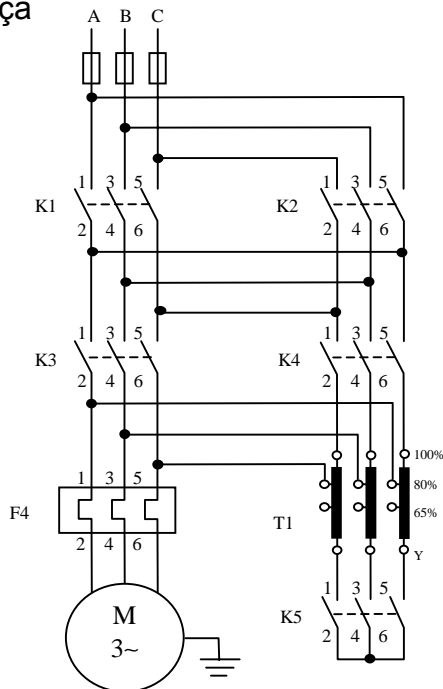 ça
A B C
1 3 5 1 3 5
K1 K2
2 4 6 2 4 6
1 3 5 1 3 5
K3 K4
2 4 6 2 4 6
100%
1 3 5 80%
F4 65%
T1
2 4 6 Y
1 3 5
M K5
3~ 2 4 6